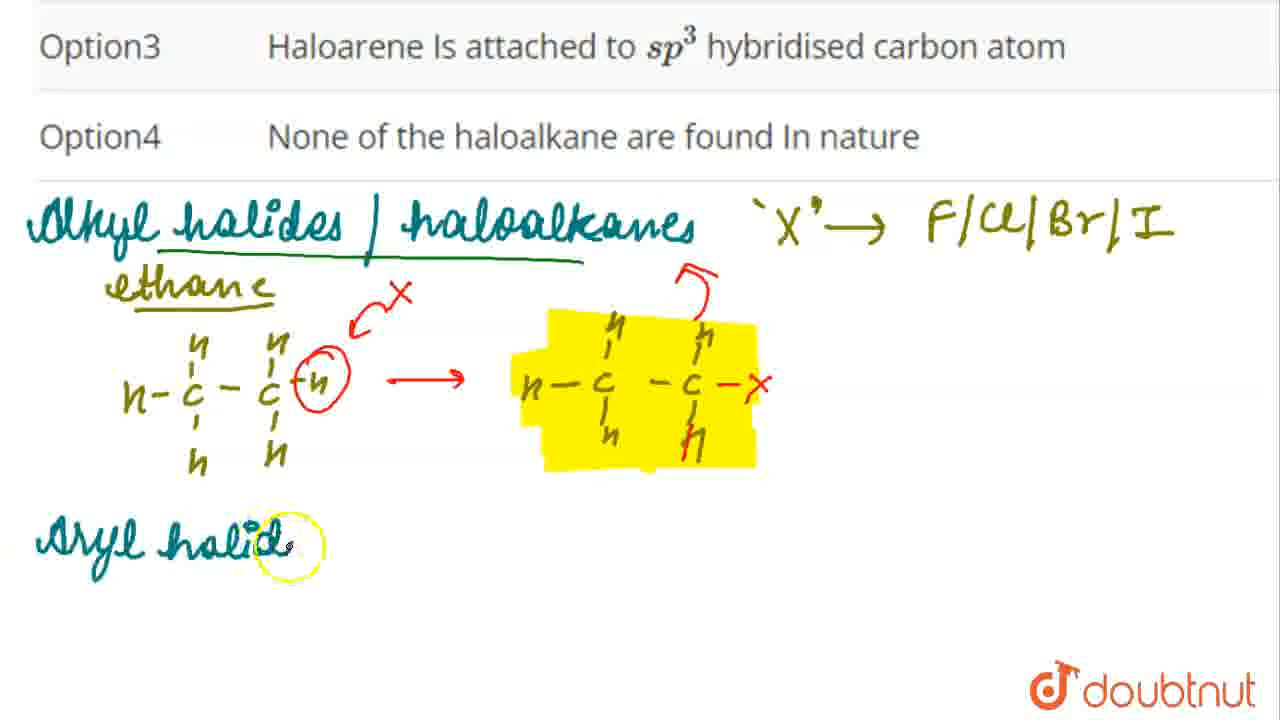 Option3 Haloarene Is attached to sp³ hybridised carbon atom
Option4 None of the haloalkane are found In nature
Alkyl halides / haloalkanes 'X' → F/Cl/Br/I
ethane
X
H H H H
H - C - C - H → H - C - C - X
H H H H
Aryl halid
doubtnut